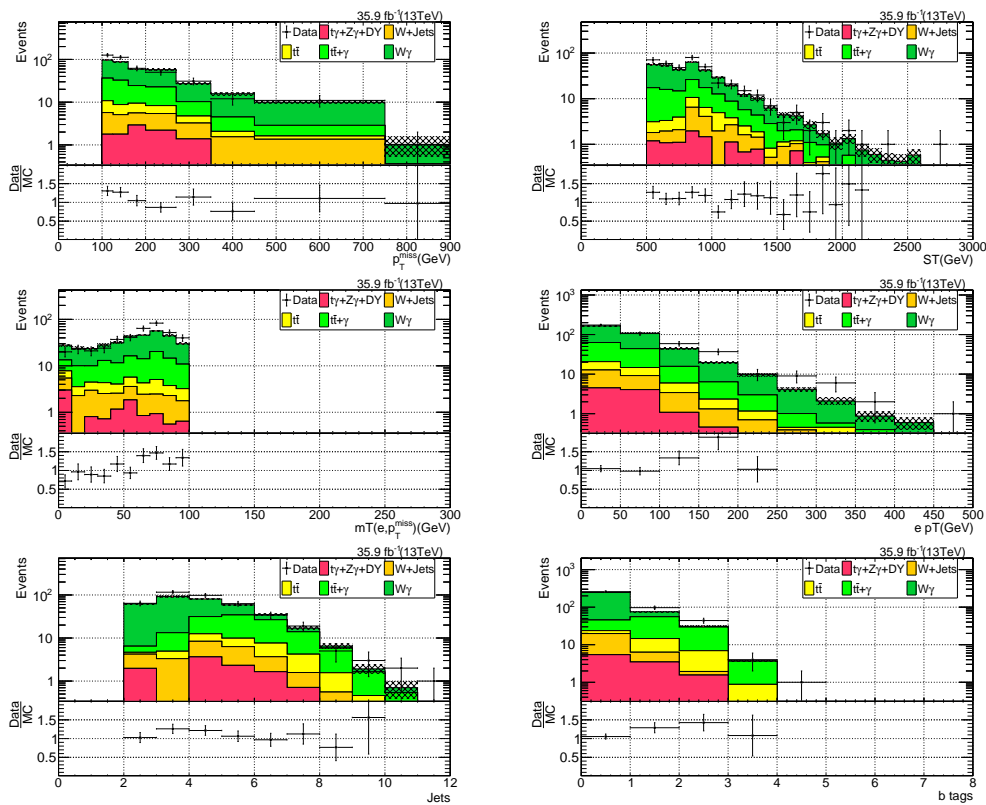 35.9 fb⁻¹(13TeV)
Events
Data tγ+Zγ+DY W+Jets
tt̄ tt̄+γ Wγ
10²
10
1
Data
MC
1.5
1
0.5
0 100 200 300 400 500 600 700 800 900
p_T^miss(GeV)
35.9 fb⁻¹(13TeV)
Events
Data tγ+Zγ+DY W+Jets
tt̄ tt̄+γ Wγ
10²
10
1
Data
MC
1.5
1
0.5
0 500 1000 1500 2000 2500 3000
ST(GeV)
35.9 fb⁻¹(13TeV)
Events
Data tγ+Zγ+DY W+Jets
tt̄ tt̄+γ Wγ
10²
10
1
Data
MC
1.5
1
0.5
0 50 100 150 200 250 300
mT(e,p_T^miss)(GeV)
35.9 fb⁻¹(13TeV)
Events
Data tγ+Zγ+DY W+Jets
tt̄ tt̄+γ Wγ
10³
10²
10
1
Data
MC
1.5
1
0.5
0 50 100 150 200 250 300 350 400 450 500
e pT(GeV)
35.9 fb⁻¹(13TeV)
Events
Data tγ+Zγ+DY W+Jets
tt̄ tt̄+γ Wγ
10²
10
1
Data
MC
1.5
1
0.5
0 2 4 6 8 10 12
Jets
35.9 fb⁻¹(13TeV)
Events
Data tγ+Zγ+DY W+Jets
tt̄ tt̄+γ Wγ
10³
10²
10
1
Data
MC
1.5
1
0.5
0 1 2 3 4 5 6 7 8
b tags